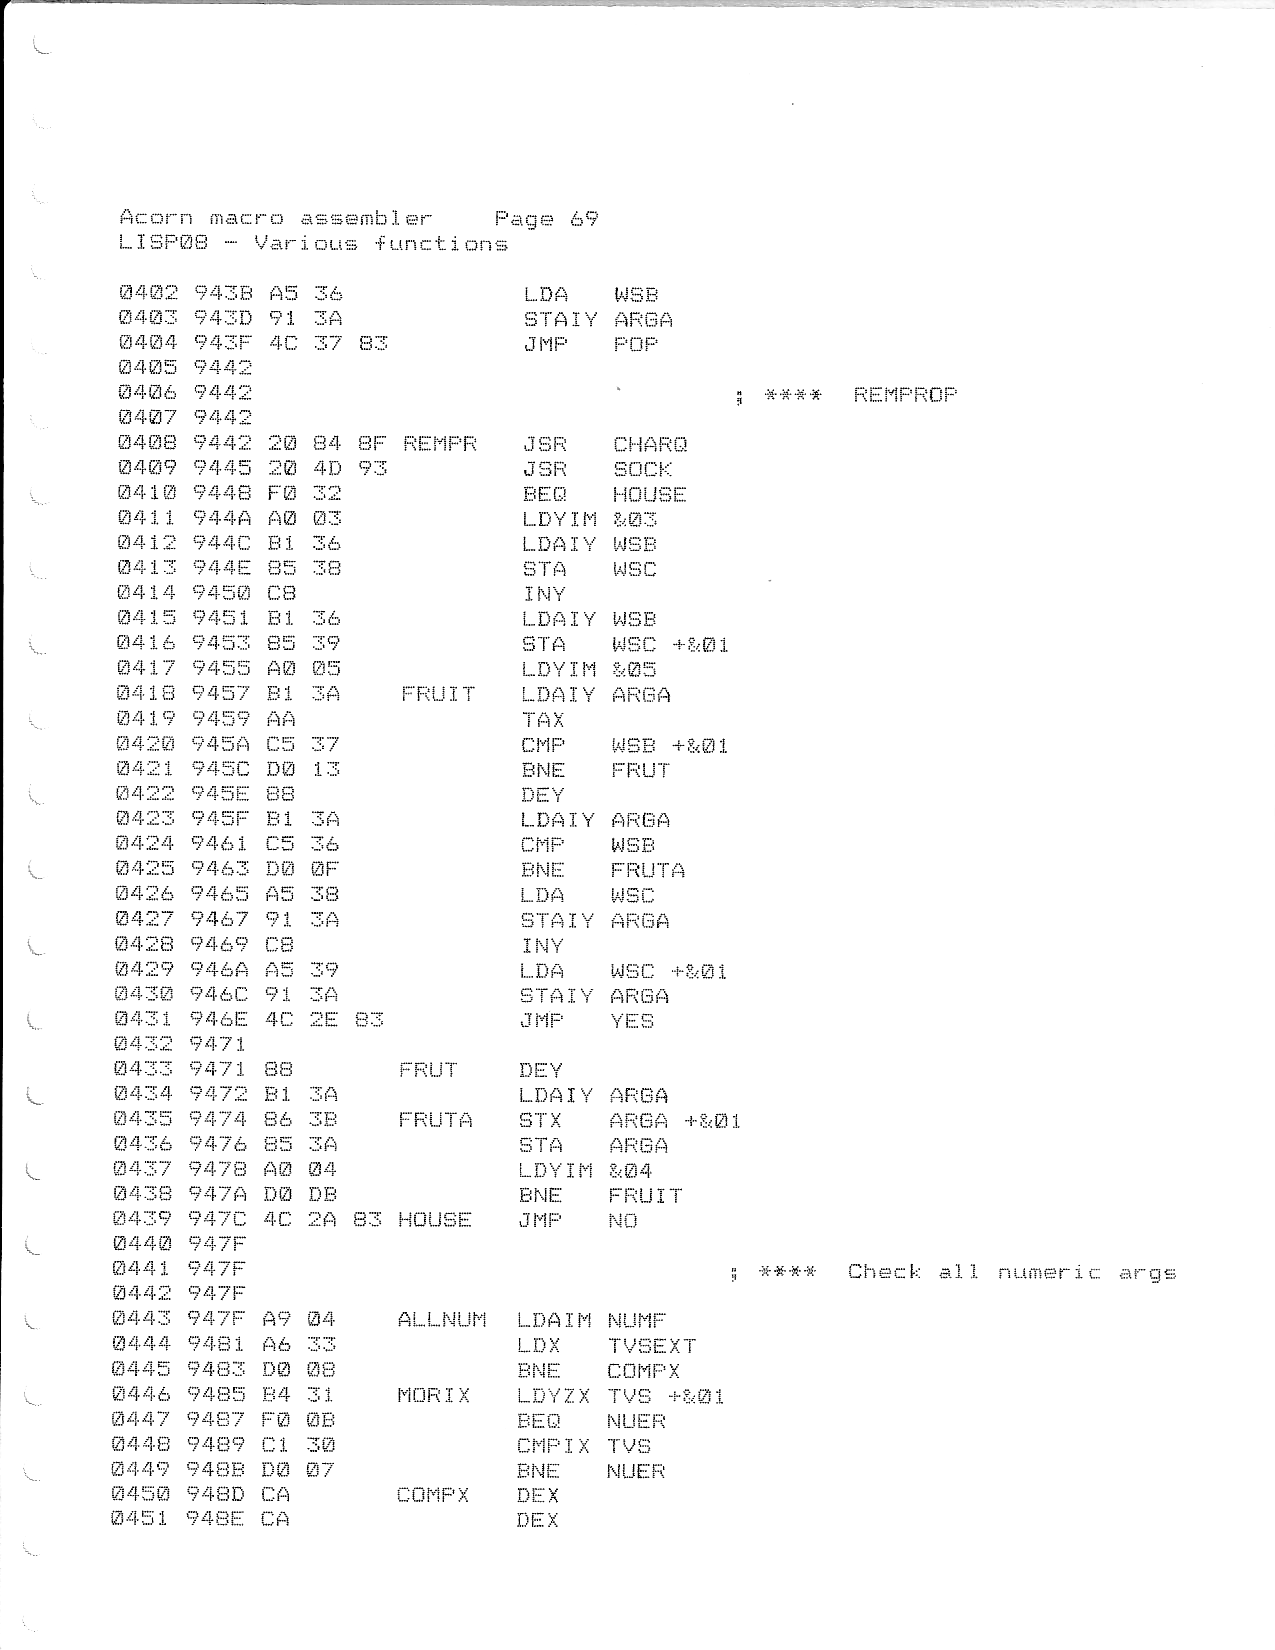 Acorn macro assembler    Page 69
LISP08 - Various functions
0402 943B A5 36            LDA   WSB
0403 943D 91 3A            STAIY ARGA
0404 943F 4C 37 83         JMP   POP
0405 9442
0406 9442                                ; ****  REMPROP
0407 9442
0408 9442 20 84 8F REMPR   JSR   CHARQ
0409 9445 20 4D 93         JSR   SOCK
0410 9448 F0 32            BEQ   HOUSE
0411 944A A0 03            LDYIM &03
0412 944C B1 36            LDAIY WSB
0413 944E 85 38            STA   WSC
0414 9450 C8               INY
0415 9451 B1 36            LDAIY WSB
0416 9453 85 39            STA   WSC +&01
0417 9455 A0 05            LDYIM &05
0418 9457 B1 3A    FRUIT   LDAIY ARGA
0419 9459 AA               TAX
0420 945A C5 37            CMP   WSB +&01
0421 945C D0 13            BNE   FRUT
0422 945E 88               DEY
0423 945F B1 3A            LDAIY ARGA
0424 9461 C5 36            CMP   WSB
0425 9463 D0 0F            BNE   FRUTA
0426 9465 A5 38            LDA   WSC
0427 9467 91 3A            STAIY ARGA
0428 9469 C8               INY
0429 946A A5 39            LDA   WSC +&01
0430 946C 91 3A            STAIY ARGA
0431 946E 4C 2E 83         JMP   YES
0432 9471
0433 9471 88       FRUT    DEY
0434 9472 B1 3A            LDAIY ARGA
0435 9474 86 3B    FRUTA   STX   ARGA +&01
0436 9476 85 3A            STA   ARGA
0437 9478 A0 04            LDYIM &04
0438 947A D0 DB            BNE   FRUIT
0439 947C 4C 2A 83 HOUSE   JMP   NO
0440 947F
0441 947F                                ; ****  Check all numeric args
0442 947F
0443 947F A9 04    ALLNUM  LDAIM NUMF
0444 9481 A6 33            LDX   TVSEXT
0445 9483 D0 08            BNE   COMPX
0446 9485 B4 31    MORIX   LDYZX TVS +&01
0447 9487 F0 0B            BEQ   NUER
0448 9489 C1 30            CMPIX TVS
0449 948B D0 07            BNE   NUER
0450 948D CA       COMPX   DEX
0451 948E CA               DEX